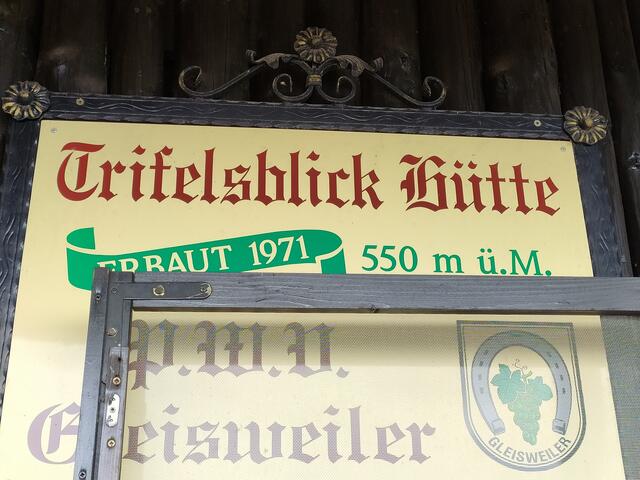 Trifelsblick Hütte
ERBAUT 1971 550 m ü.M.
P.W.V.
Gleisweiler
GLEISWEILER